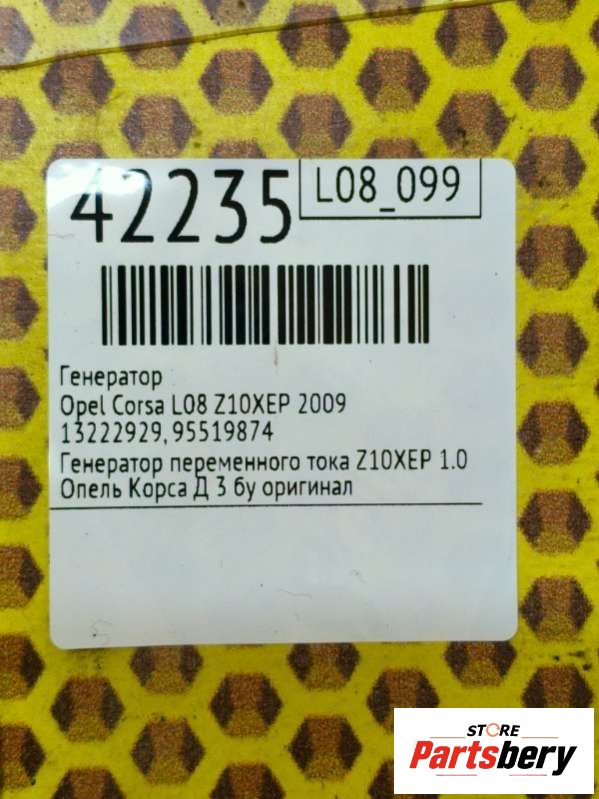 42235
L08_099
Генератор
Opel Corsa L08 Z10XEP 2009
13222929, 95519874
Генератор переменного тока Z10XEP 1.0
Опель Корса Д 3 бу оригинал
STORE
Partsbery